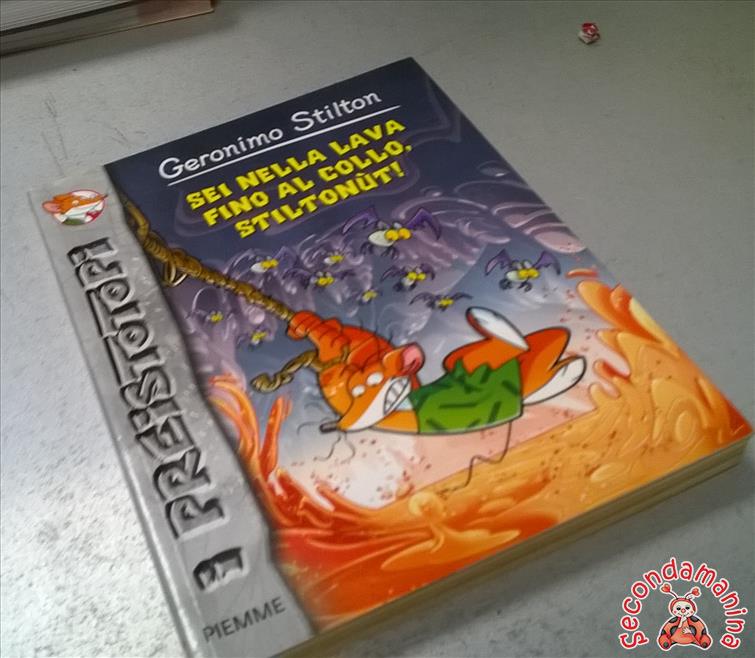 Geronimo Stilton
SEI NELLA LAVA
FINO AL COLLO,
STILTONÙT!
I PREISTOTOPI
PIEMME
secondamanina